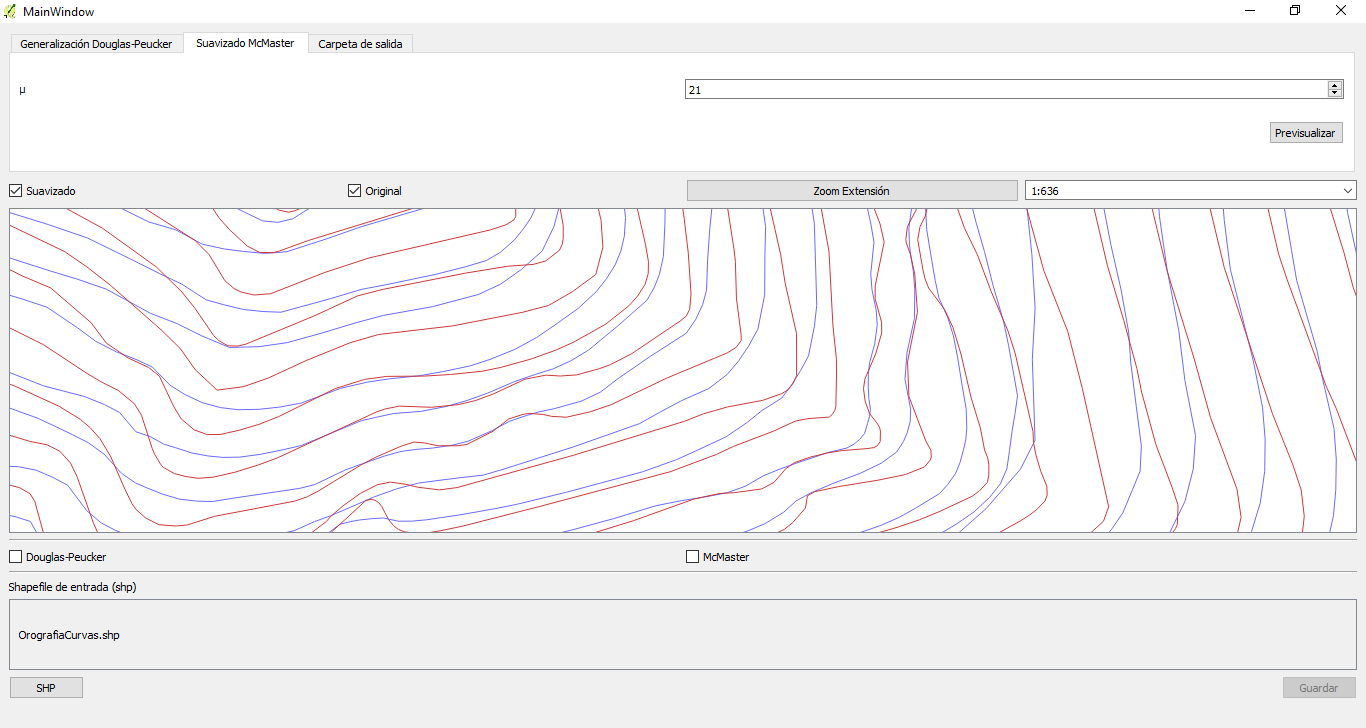 MainWindow
Generalización Douglas-Peucker Suavizado McMaster Carpeta de salida
µ 21
Previsualizar
Suavizado Original Zoom Extensión 1:636
Douglas-Peucker McMaster
Shapefile de entrada (shp)
OrografiaCurvas.shp
SHP Guardar